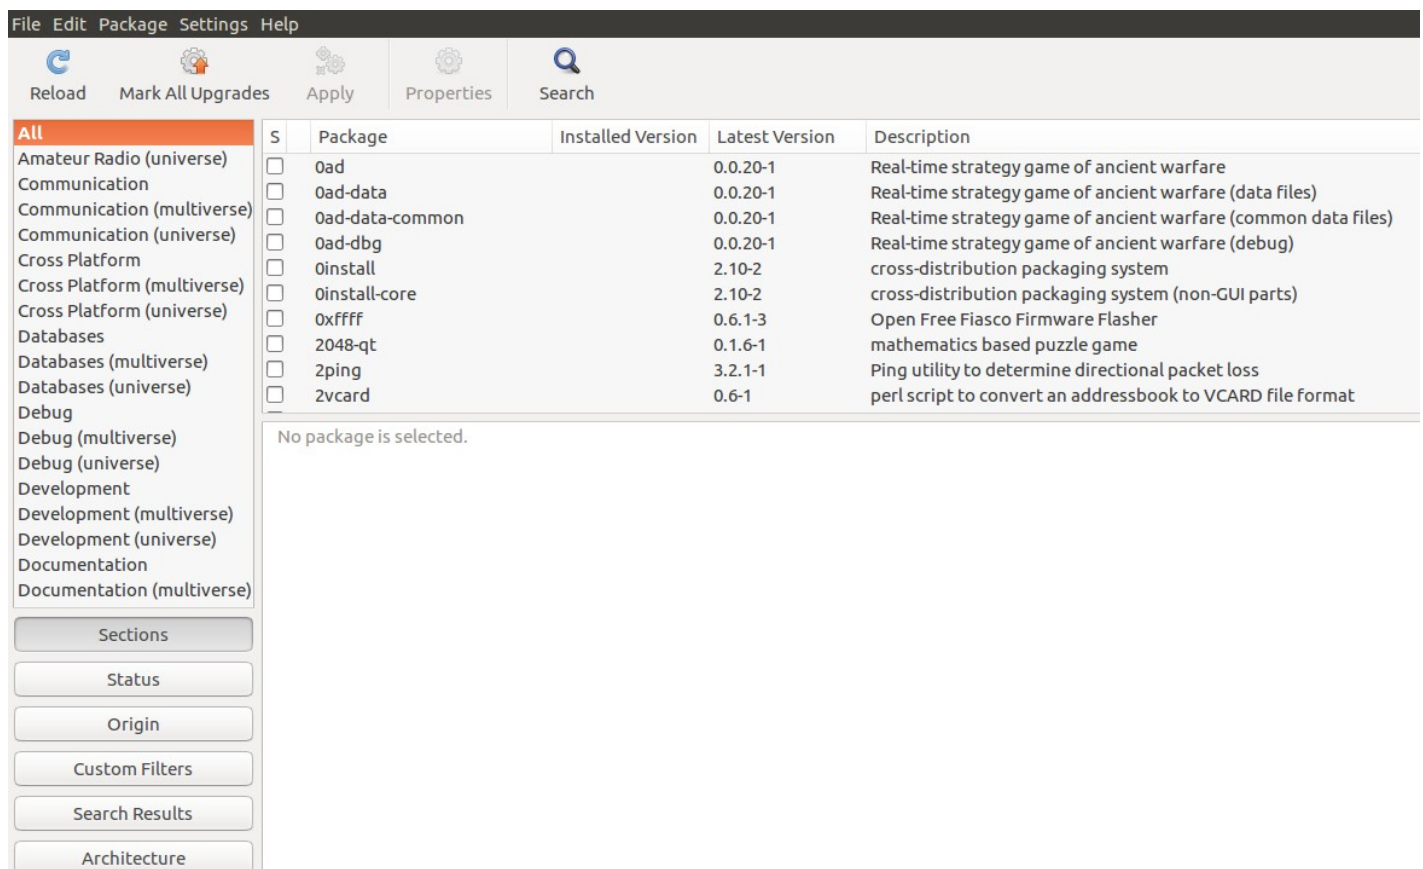 File Edit Package Settings Help
Reload Mark All Upgrades Apply Properties Search
All
Amateur Radio (universe)
Communication
Communication (multiverse)
Communication (universe)
Cross Platform
Cross Platform (multiverse)
Cross Platform (universe)
Databases
Databases (multiverse)
Databases (universe)
Debug
Debug (multiverse)
Debug (universe)
Development
Development (multiverse)
Development (universe)
Documentation
Documentation (multiverse)
Sections
Status
Origin
Custom Filters
Search Results
Architecture
S Package Installed Version Latest Version Description
0ad 0.0.20-1 Real-time strategy game of ancient warfare
0ad-data 0.0.20-1 Real-time strategy game of ancient warfare (data files)
0ad-data-common 0.0.20-1 Real-time strategy game of ancient warfare (common data files)
0ad-dbg 0.0.20-1 Real-time strategy game of ancient warfare (debug)
0install 2.10-2 cross-distribution packaging system
0install-core 2.10-2 cross-distribution packaging system (non-GUI parts)
0xffff 0.6.1-3 Open Free Fiasco Firmware Flasher
2048-qt 0.1.6-1 mathematics based puzzle game
2ping 3.2.1-1 Ping utility to determine directional packet loss
2vcard 0.6-1 perl script to convert an addressbook to VCARD file format
No package is selected.